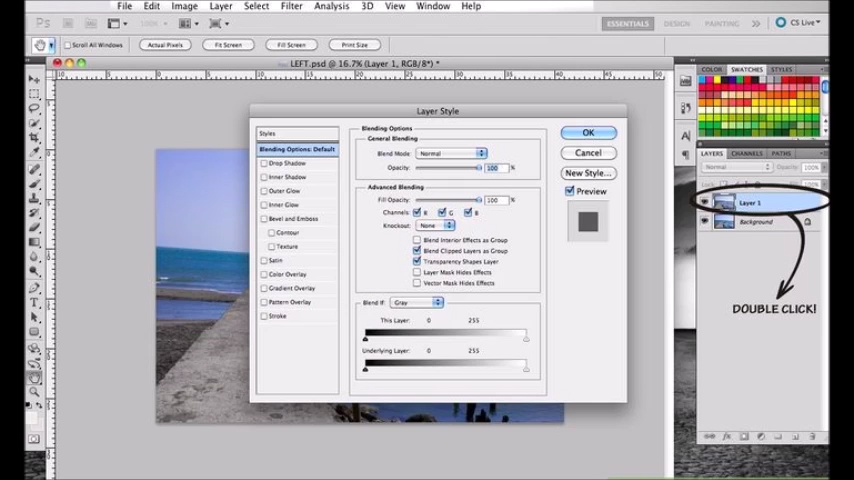 File Edit Image Layer Select Filter Analysis 3D View Window Help
Ps
ESSENTIALS DESIGN PAINTING >> CS Live
Scroll All Windows Actual Pixels Fit Screen Fill Screen Print Size
LEFT.psd @ 16.7% (Layer 1, RGB/8*) *
COLOR SWATCHES STYLES
Layer Style
Styles
Blending Options: Default
Drop Shadow
Inner Shadow
Outer Glow
Inner Glow
Bevel and Emboss
Contour
Texture
Satin
Color Overlay
Gradient Overlay
Pattern Overlay
Stroke
Blending Options
General Blending
Blend Mode: Normal
Opacity: 100 %
Advanced Blending
Fill Opacity: 100 %
Channels: R G B
Knockout: None
Blend Interior Effects as Group
Blend Clipped Layers as Group
Transparency Shapes Layer
Layer Mask Hides Effects
Vector Mask Hides Effects
Blend If: Gray
This Layer: 0 255
Underlying Layer: 0 255
OK
Cancel
New Style...
Preview
LAYERS CHANNELS PATHS
Normal Opacity: 100%
Layer 1
Background
DOUBLE CLICK!